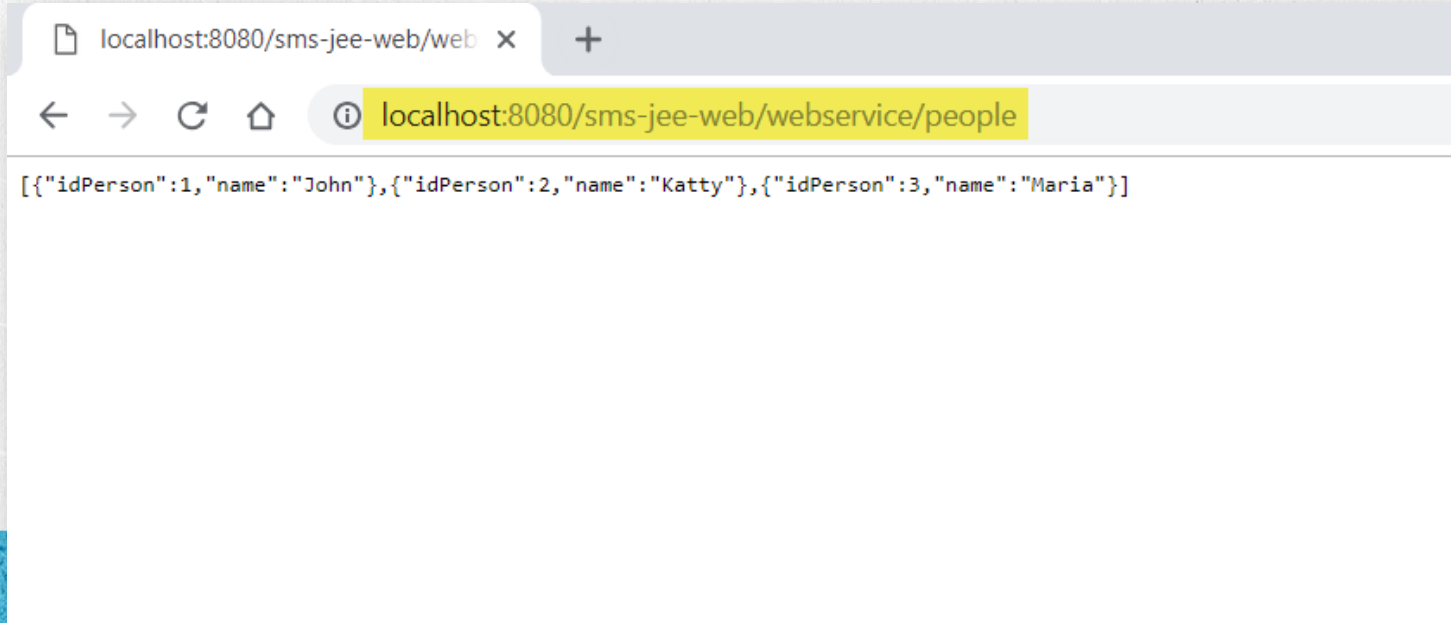 localhost:8080/sms-jee-web/web
localhost:8080/sms-jee-web/webservice/people
[{"idPerson":1,"name":"John"},{"idPerson":2,"name":"Katty"},{"idPerson":3,"name":"Maria"}]